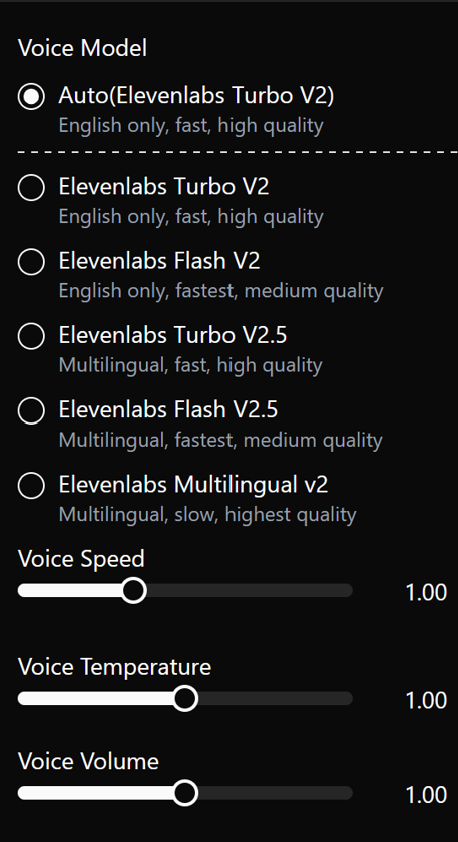 Voice Model
Auto(Elevenlabs Turbo V2)
English only, fast, high quality
Elevenlabs Turbo V2
English only, fast, high quality
Elevenlabs Flash V2
English only, fastest, medium quality
Elevenlabs Turbo V2.5
Multilingual, fast, high quality
Elevenlabs Flash V2.5
Multilingual, fastest, medium quality
Elevenlabs Multilingual v2
Multilingual, slow, highest quality
Voice Speed
1.00
Voice Temperature
1.00
Voice Volume
1.00